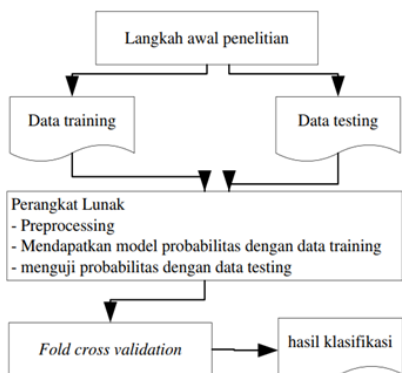 Langkah awal penelitian
Data training
Data testing
Perangkat Lunak
- Preprocessing
- Mendapatkan model probabilitas dengan data training
- menguji probabilitas dengan data testing
Fold cross validation
hasil klasifikasi